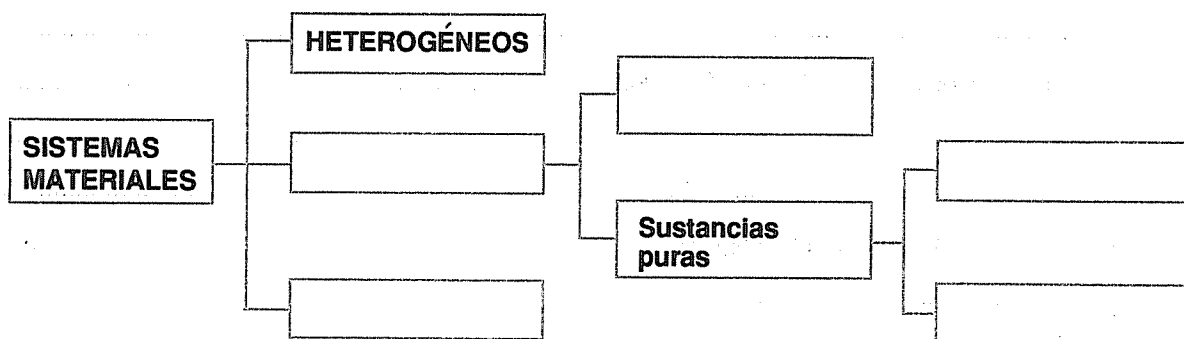 HETEROGÉNEOS
SISTEMAS
MATERIALES
Sustancias
puras